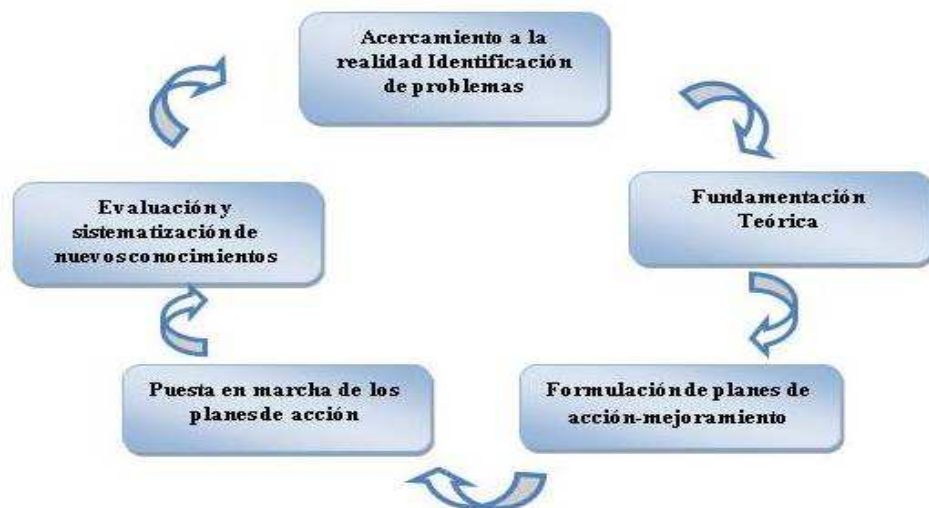 Acercamiento a la
realidad Identificación
de problemas
Fundamentación
Teórica
Formulación de planes de
acción-mejoramiento
Puesta en marcha de los
planes de acción
Evaluación y
sistematización de
nuevos conocimientos